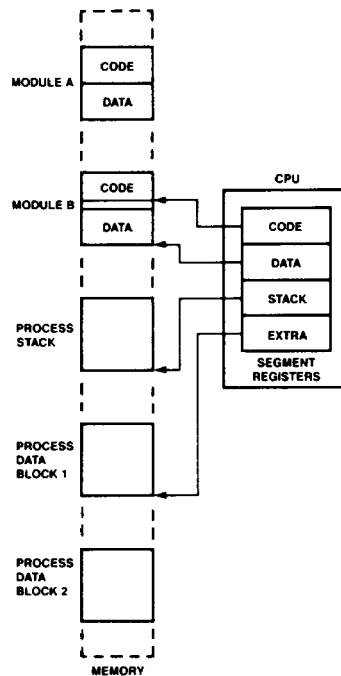 CODE
MODULE A
DATA
CPU
CODE
MODULE B
DATA
CODE
DATA
STACK
EXTRA
SEGMENT
REGISTERS
PROCESS
STACK
PROCESS
DATA
BLOCK 1
PROCESS
DATA
BLOCK 2
MEMORY